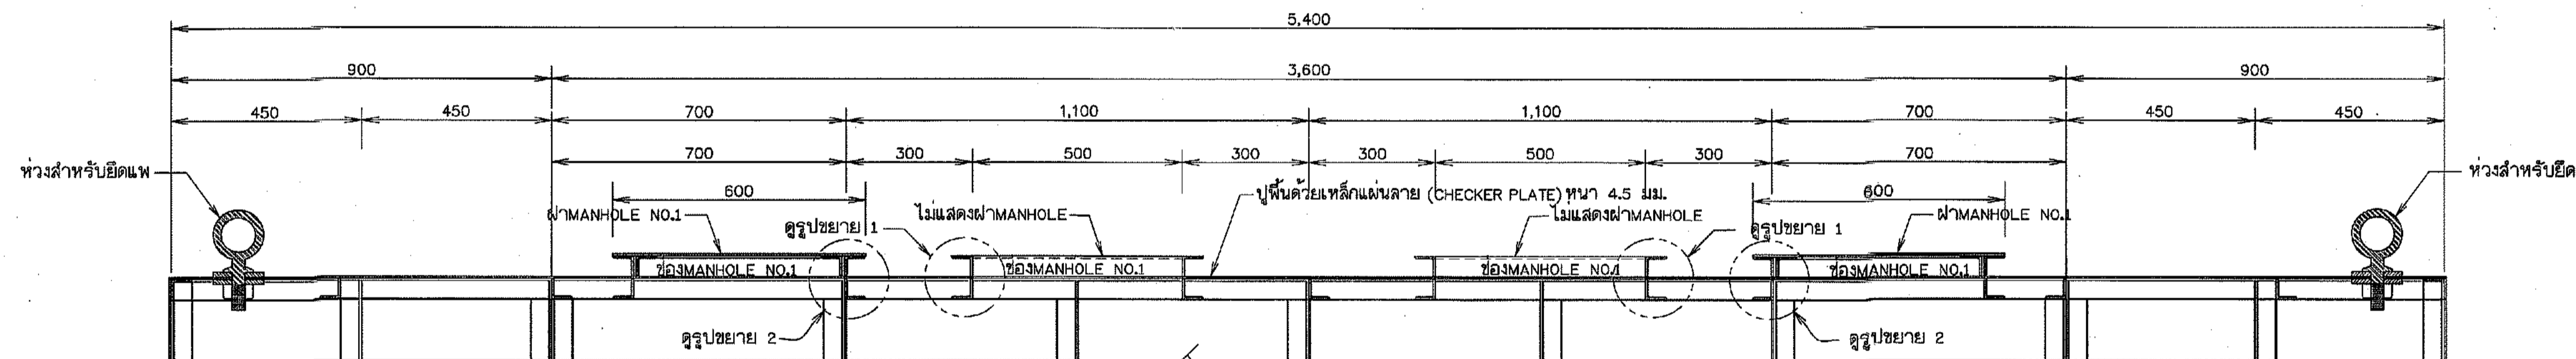 5,400
900 3,600 900
450 450 700 1,100 1,100 700 450 450
700 300 500 300 300 500 300 700
ห่วงสำหรับยึดแพ ห่วงสำหรับยึด
600 ปูพื้นด้วยเหล็กแผ่นลาย (CHECKER PLATE) หนา 4.5 มม. 600
ฝาMANHOLE NO.1 ไม่แสดงฝาMANHOLE ไม่แสดงฝาMANHOLE ฝาMANHOLE NO.1
ดูรูปขยาย 1 ดูรูปขยาย 1
ช่องMANHOLE NO.1 ช่องMANHOLE NO.1 ช่องMANHOLE NO.1 ช่องMANHOLE NO.1
ดูรูปขยาย 2 ดูรูปขยาย 2